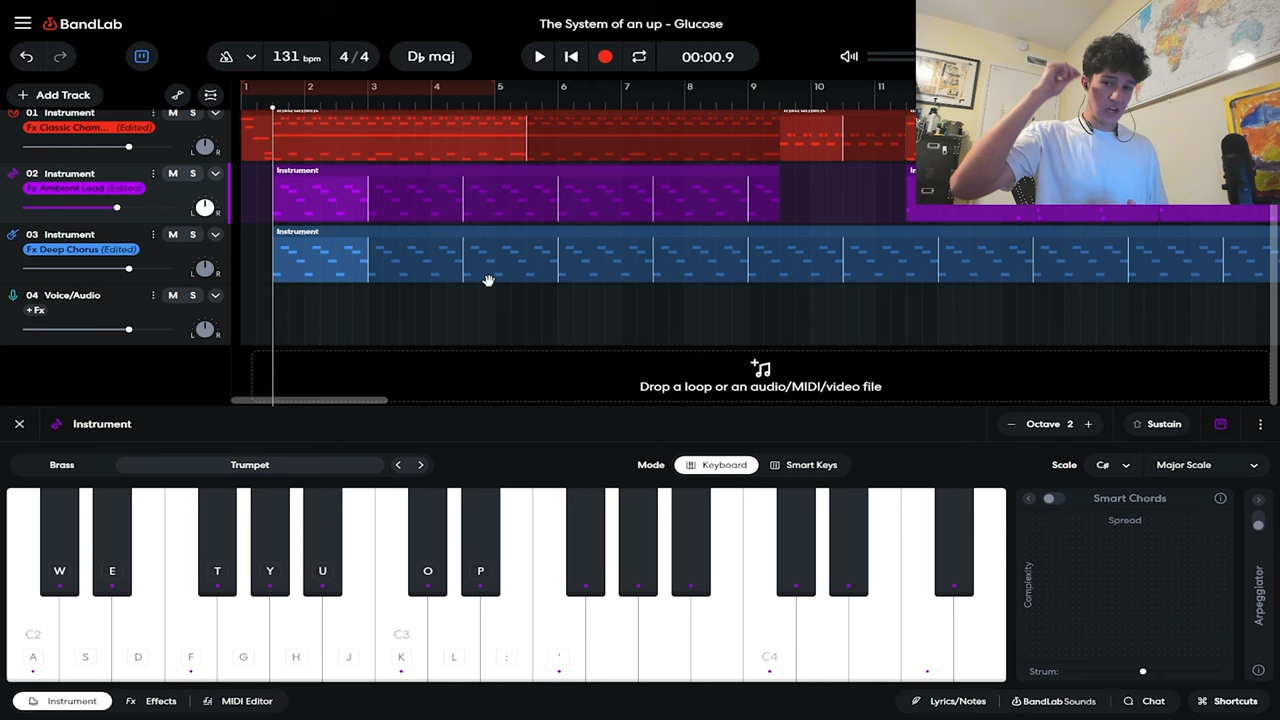 BandLab
The System of an up - Glucose
131 bpm
4/4
D♭ maj
00:00.9
+ Add Track
1 2 3 4 5 6 7 8 9 10 11
01 Instrument
M S
Fx Classic Cham... (Edited)
L R
02 Instrument
M S
Fx Ambient Lead (Edited)
L R
Instrument
03 Instrument
M S
Fx Deep Chorus (Edited)
L R
Instrument
04 Voice/Audio
M S
+ Fx
L R
Drop a loop or an audio/MIDI/video file
Instrument
− Octave 2 +
Sustain
Brass
Trumpet
Mode
Keyboard
Smart Keys
Scale
C#
Major Scale
Smart Chords
Spread
Complexity
Strum:
Arpeggiator
W E T Y U O P
C2 C3 C4
A S D F G H J K L : '
Instrument
Fx Effects
MIDI Editor
Lyrics/Notes
BandLab Sounds
Chat
Shortcuts